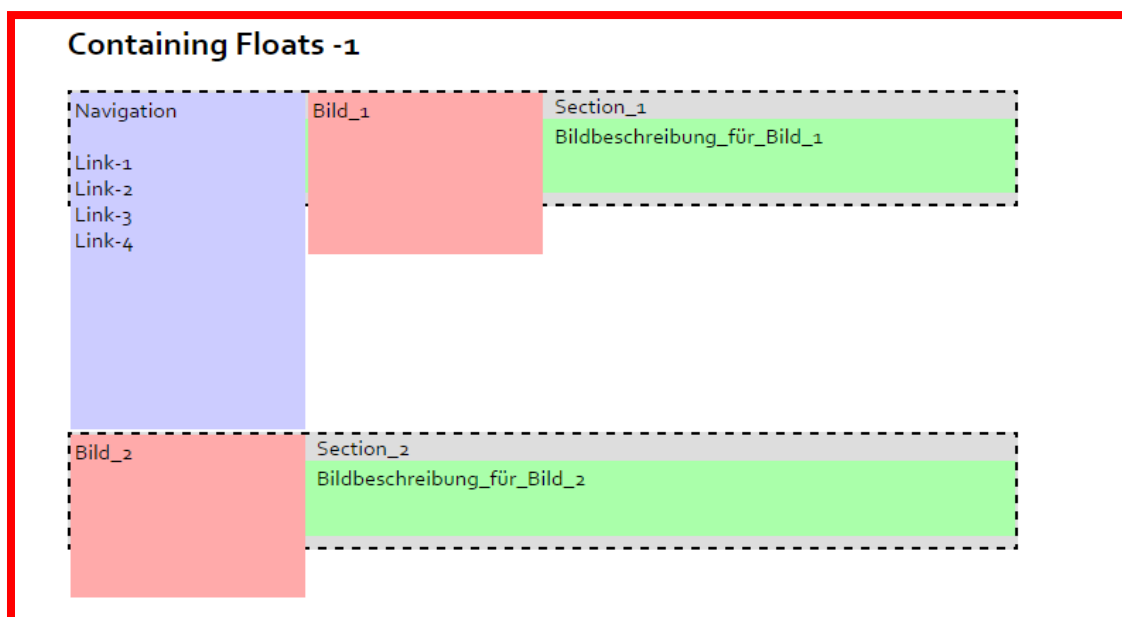 Containing Floats -1
Navigation
Link-1
Link-2
Link-3
Link-4
Bild_1
Section_1
Bildbeschreibung_für_Bild_1
Bild_2
Section_2
Bildbeschreibung_für_Bild_2